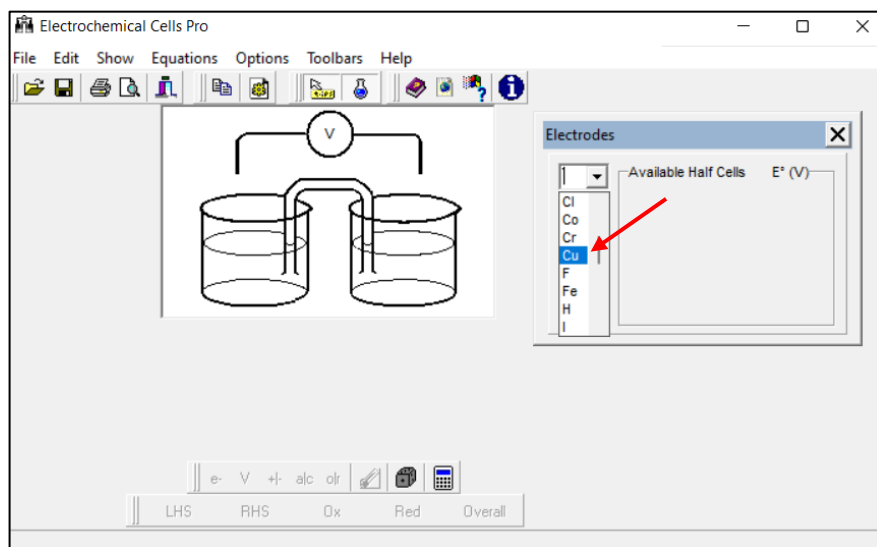 Electrochemical Cells Pro
File Edit Show Equations Options Toolbars Help
V
Electrodes
Available Half Cells E° (V)
Cl
Co
Cr
Cu
F
Fe
H
I
e- V +|- a|c o|r
LHS RHS Ox Red Overall